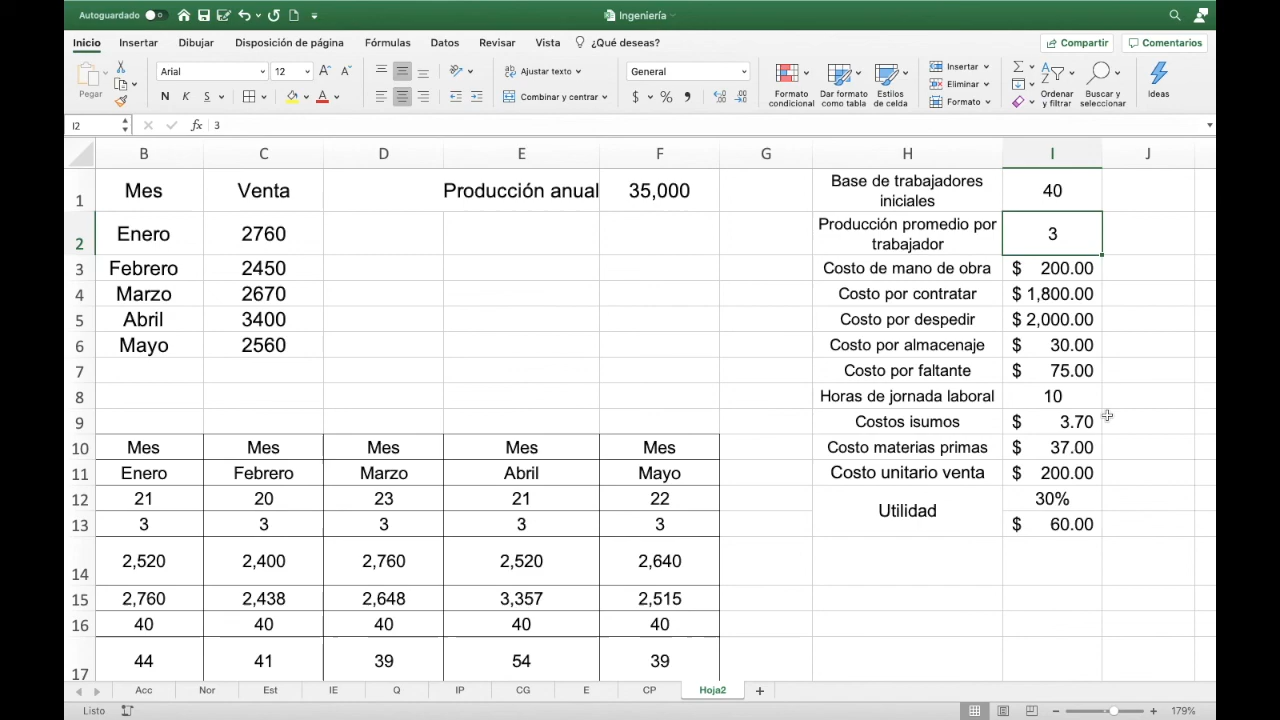 Autoguardado
Ingeniería
Inicio Insertar Dibujar Disposición de página Fórmulas Datos Revisar Vista ¿Qué deseas? Compartir Comentarios
Pegar
Arial 12
N K S
Ajustar texto
Combinar y centrar
General
$ % 9
Formato condicional
Dar formato como tabla
Estilos de celda
Insertar
Eliminar
Formato
Ordenar y filtrar
Buscar y seleccionar
Ideas
I2 fx 3
B C D E F G H I J
1 Mes Venta Producción anual 35,000 Base de trabajadores iniciales 40
2 Enero 2760 Producción promedio por trabajador 3
3 Febrero 2450 Costo de mano de obra $ 200.00
4 Marzo 2670 Costo por contratar $ 1,800.00
5 Abril 3400 Costo por despedir $ 2,000.00
6 Mayo 2560 Costo por almacenaje $ 30.00
7 Costo por faltante $ 75.00
8 Horas de jornada laboral 10
9 Costos isumos $ 3.70
10 Mes Mes Mes Mes Mes Costo materias primas $ 37.00
11 Enero Febrero Marzo Abril Mayo Costo unitario venta $ 200.00
12 21 20 23 21 22 Utilidad 30%
13 3 3 3 3 3 $ 60.00
14 2,520 2,400 2,760 2,520 2,640
15 2,760 2,438 2,648 3,357 2,515
16 40 40 40 40 40
17 44 41 39 54 39
Acc Nor Est IE Q IP CG E CP Hoja2
Listo 179%